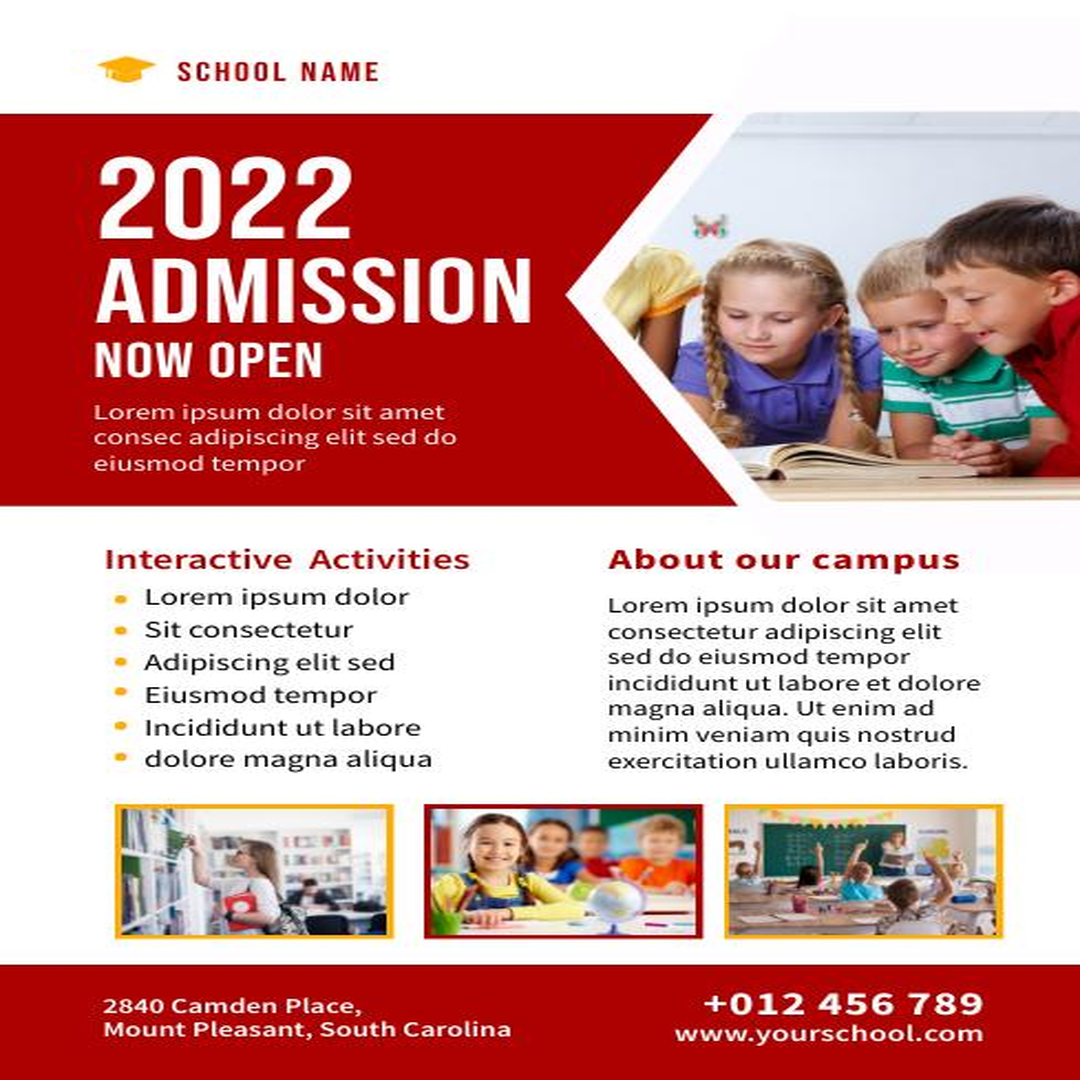 SCHOOL NAME
2022
ADMISSION
NOW OPEN
Lorem ipsum dolor sit amet
consec adipiscing elit sed do
eiusmod tempor
Interactive Activities
Lorem ipsum dolor
Sit consectetur
Adipiscing elit sed
Eiusmod tempor
Incididunt ut labore
dolore magna aliqua
About our campus
Lorem ipsum dolor sit amet
consectetur adipiscing elit
sed do eiusmod tempor
incididunt ut labore et dolore
magna aliqua. Ut enim ad
minim veniam quis nostrud
exercitation ullamco laboris.
2840 Camden Place,
Mount Pleasant, South Carolina
+012 456 789
www.yourschool.com